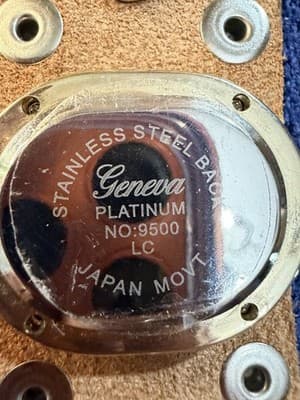 STAINLESS STEEL BACK
Geneva
PLATINUM
NO:9500
LC
JAPAN MOVT